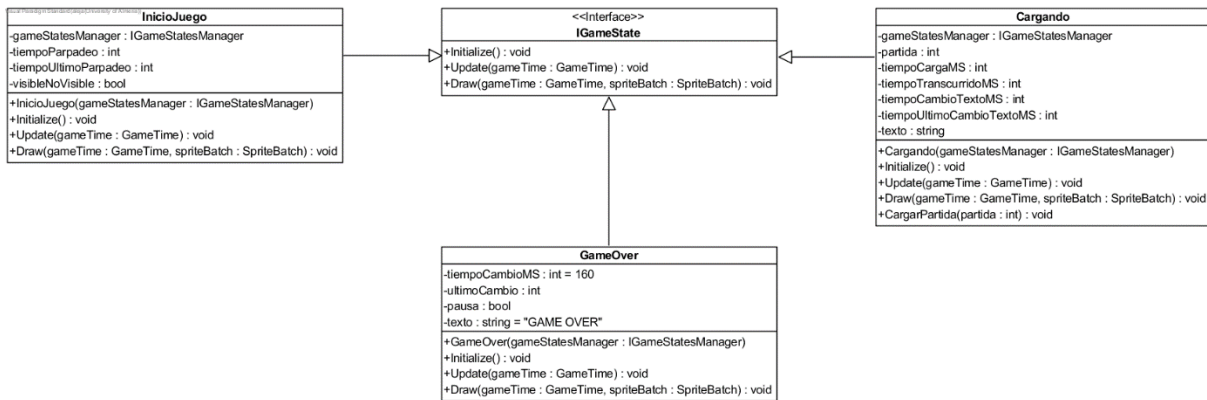 InicioJuego
-gameStatesManager : IGameStatesManager
-tiempoParpadeo : int
-tiempoUltimoParpadeo : int
-visibleNoVisible : bool
+InicioJuego(gameStatesManager : IGameStatesManager)
+Initialize() : void
+Update(gameTime : GameTime) : void
+Draw(gameTime : GameTime, spriteBatch : SpriteBatch) : void
<<Interface>>
IGameState
+Initialize() : void
+Update(gameTime : GameTime) : void
+Draw(gameTime : GameTime, spriteBatch : SpriteBatch) : void
Cargando
-gameStatesManager : IGameStatesManager
-partida : int
-tiempoCargaMS : int
-tiempoTranscurridoMS : int
-tiempoCambioTextoMS : int
-tiempoUltimoCambioTextoMS : int
-texto : string
+Cargando(gameStatesManager : IGameStatesManager)
+Initialize() : void
+Update(gameTime : GameTime) : void
+Draw(gameTime : GameTime, spriteBatch : SpriteBatch) : void
+CargarPartida(partida : int) : void
GameOver
-tiempoCambioMS : int = 160
-ultimoCambio : int
-pausa : bool
-texto : string = "GAME OVER"
+GameOver(gameStatesManager : IGameStatesManager)
+Initialize() : void
+Update(gameTime : GameTime) : void
+Draw(gameTime : GameTime, spriteBatch : SpriteBatch) : void